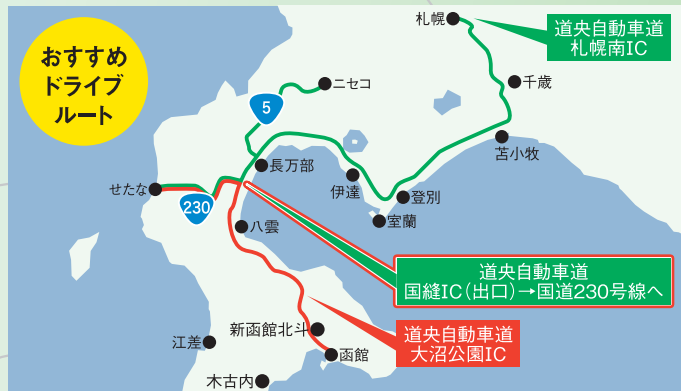 おすすめ
ドライブ
ルート
札幌
道央自動車道
札幌南IC
千歳
ニセコ
5
苫小牧
長万部
伊達
登別
室蘭
せたな
230
八雲
道央自動車道
国縫IC（出口）→国道230号線へ
新函館北斗
道央自動車道
大沼公園IC
江差
函館
木古内